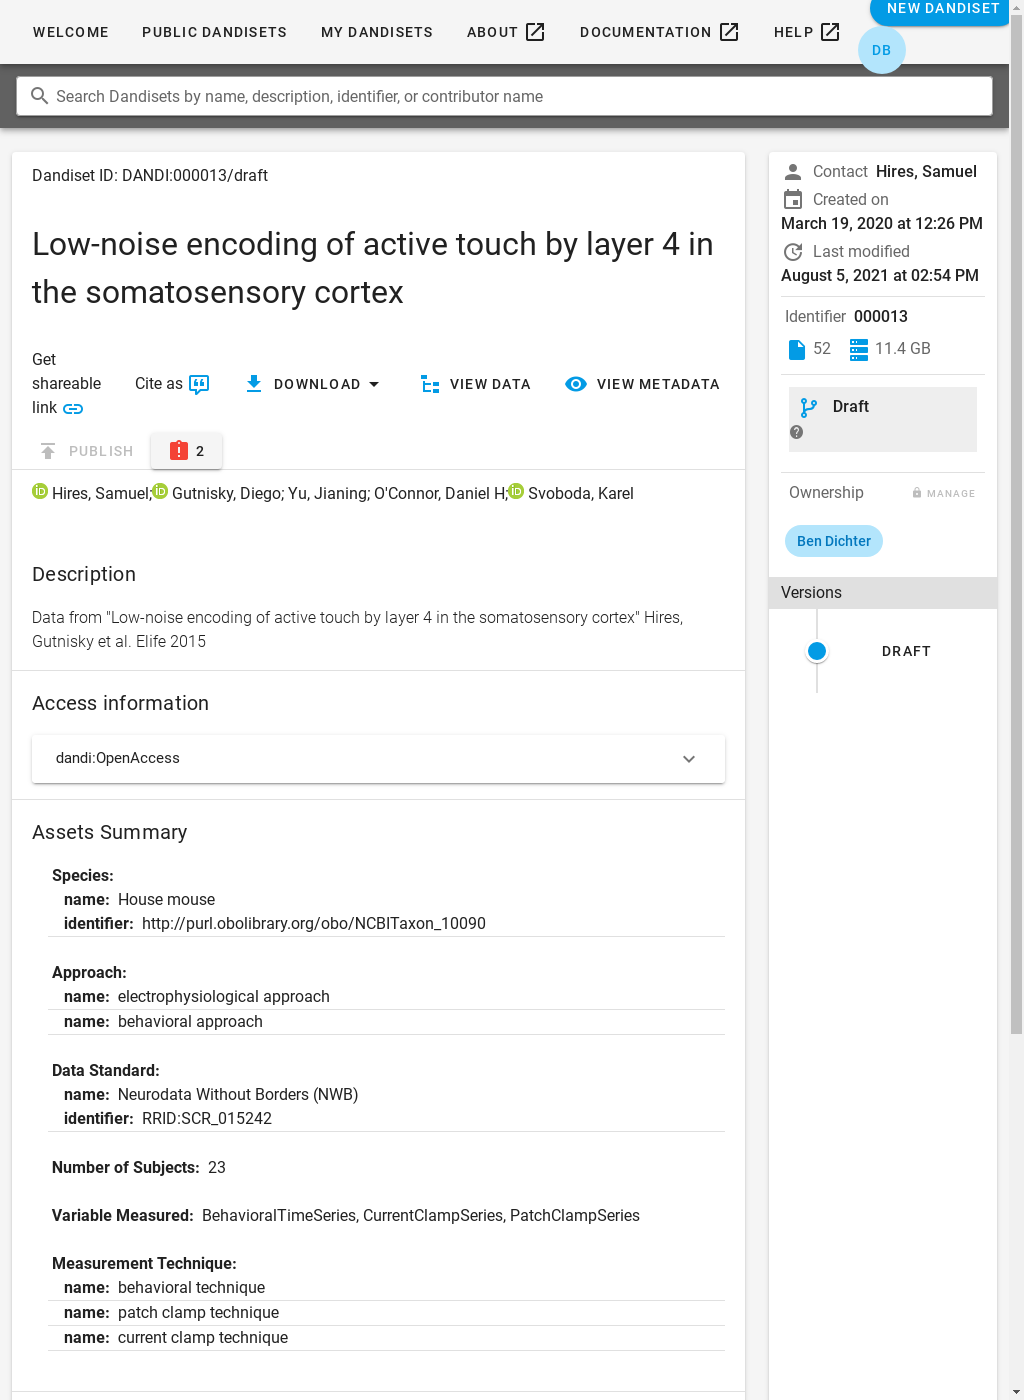 WELCOME PUBLIC DANDISETS MY DANDISETS ABOUT DOCUMENTATION HELP NEW DANDISET
DB
Search Dandisets by name, description, identifier, or contributor name
Dandiset ID: DANDI:000013/draft
Low-noise encoding of active touch by layer 4 in
the somatosensory cortex
Get
shareable
link
Cite as
DOWNLOAD
VIEW DATA
VIEW METADATA
PUBLISH
2
Hires, Samuel; Gutnisky, Diego; Yu, Jianing; O'Connor, Daniel H; Svoboda, Karel
Description
Data from "Low-noise encoding of active touch by layer 4 in the somatosensory cortex" Hires,
Gutnisky et al. Elife 2015
Access information
dandi:OpenAccess
Assets Summary
Species:
name: House mouse
identifier: http://purl.obolibrary.org/obo/NCBITaxon_10090
Approach:
name: electrophysiological approach
name: behavioral approach
Data Standard:
name: Neurodata Without Borders (NWB)
identifier: RRID:SCR_015242
Number of Subjects: 23
Variable Measured: BehavioralTimeSeries, CurrentClampSeries, PatchClampSeries
Measurement Technique:
name: behavioral technique
name: patch clamp technique
name: current clamp technique
Contact Hires, Samuel
Created on
March 19, 2020 at 12:26 PM
Last modified
August 5, 2021 at 02:54 PM
Identifier 000013
52 11.4 GB
Draft
Ownership MANAGE
Ben Dichter
Versions
DRAFT